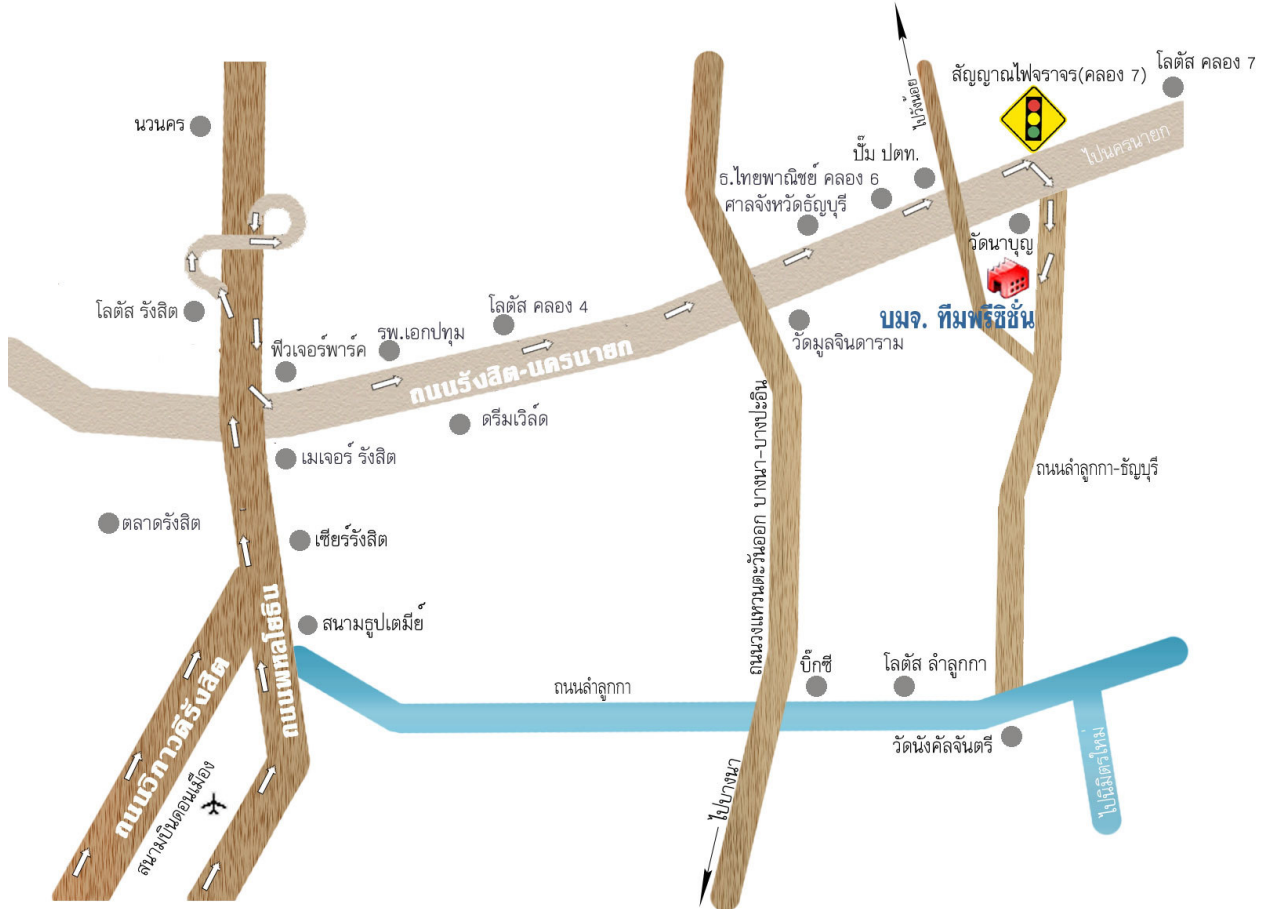 โลตัส คลอง 7
สัญญาณไฟจราจร(คลอง 7)
ไปวังน้อย
นวนคร
ปั๊ม ปตท.
ไปนครนายก
ธ.ไทยพาณิชย์ คลอง 6
ศาลจังหวัดธัญบุรี
วัดนาบุญ
โลตัส รังสิต
โลตัส คลอง 4
บมจ. ทีมพรีซิชั่น
รพ.เอกปทุม
วัดมูลจินดาราม
ฟิวเจอร์พาร์ค
ถนนรังสิต-นครนายก
ดรีมเวิล์ด
เมเจอร์ รังสิต
ถนนลำลูกกา-ธัญบุรี
ตลาดรังสิต
เซียร์รังสิต
ถนนวงแหวนตะวันออก บางนา-บางปะอิน
สนามธูปเตมีย์
ถนนพหลโยธิน
ถนนวิภาวดีรังสิต
บิ๊กซี
โลตัส ลำลูกกา
ถนนลำลูกกา
วัดนังคัลจันตรี
ไปนิมิตรใหม่
สนามบินดอนเมือง
ไปบางนา